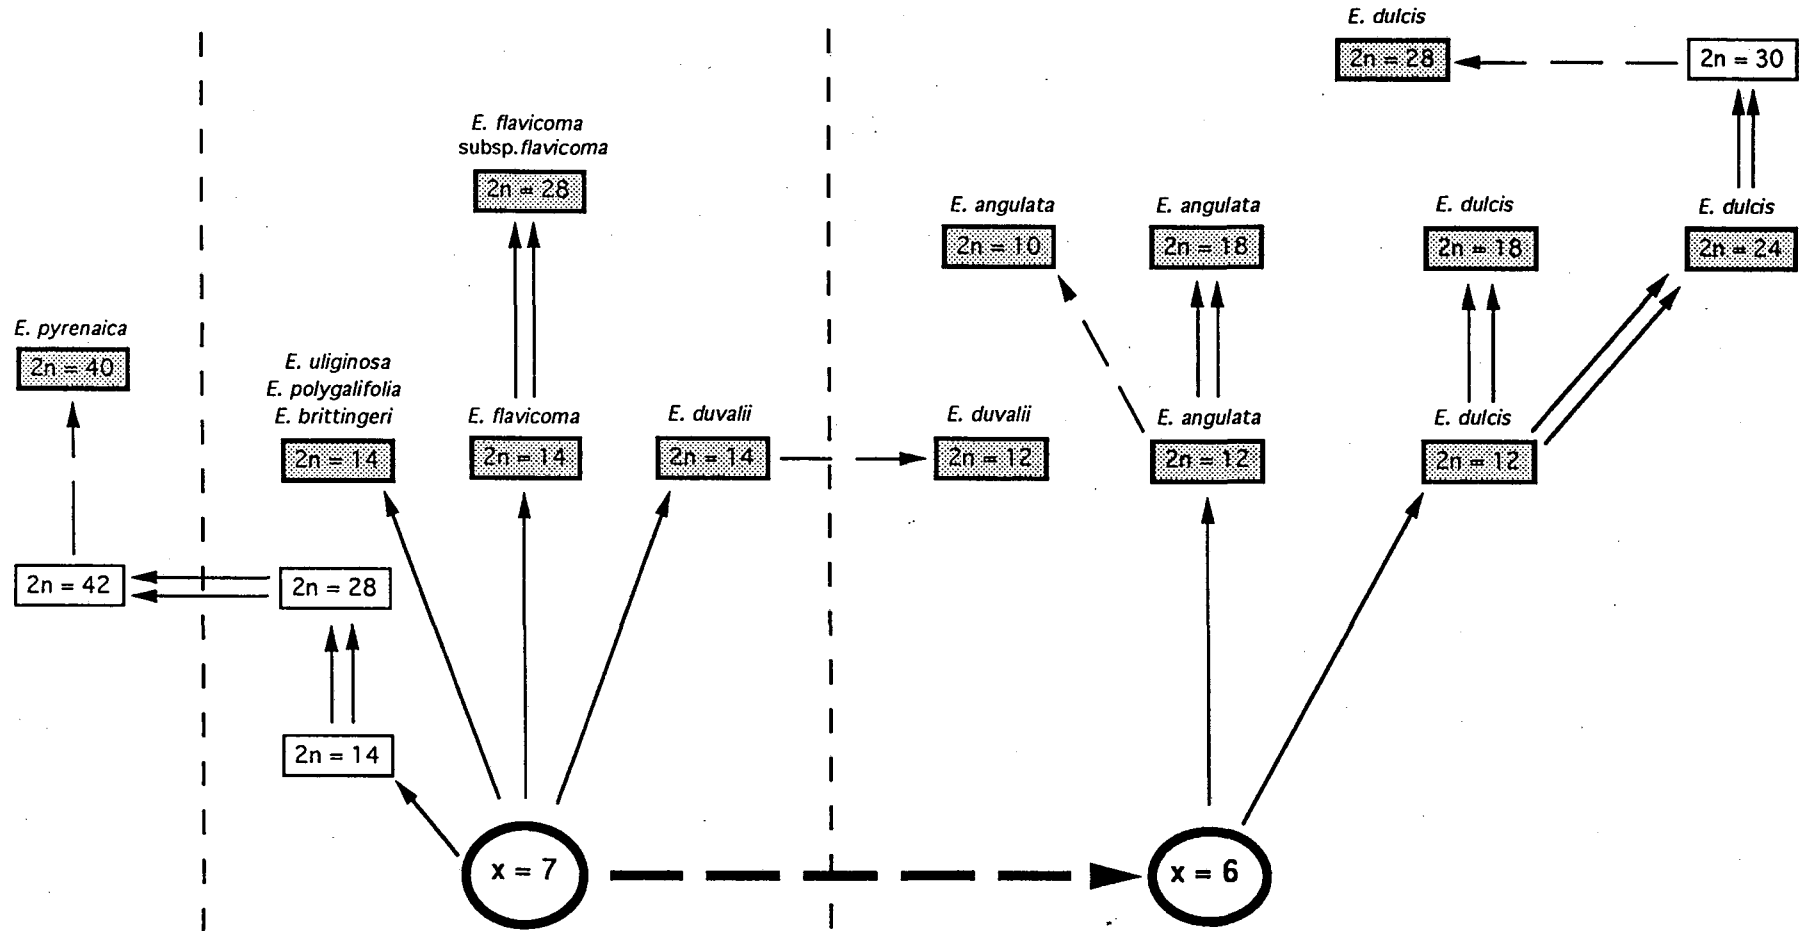 E. dulcis
2n = 28
2n = 30
E. flavicoma
subsp. flavicoma
2n = 28
E. angulata
2n = 10
E. angulata
2n = 18
E. dulcis
2n = 18
E. dulcis
2n = 24
E. pyrenaica
2n = 40
E. uliginosa
E. polygalifolia
E. brittingeri
2n = 14
E. flavicoma
2n = 14
E. duvalii
2n = 14
E. duvalii
2n = 12
E. angulata
2n = 12
E. dulcis
2n = 12
2n = 42
2n = 28
2n = 14
x = 7
x = 6